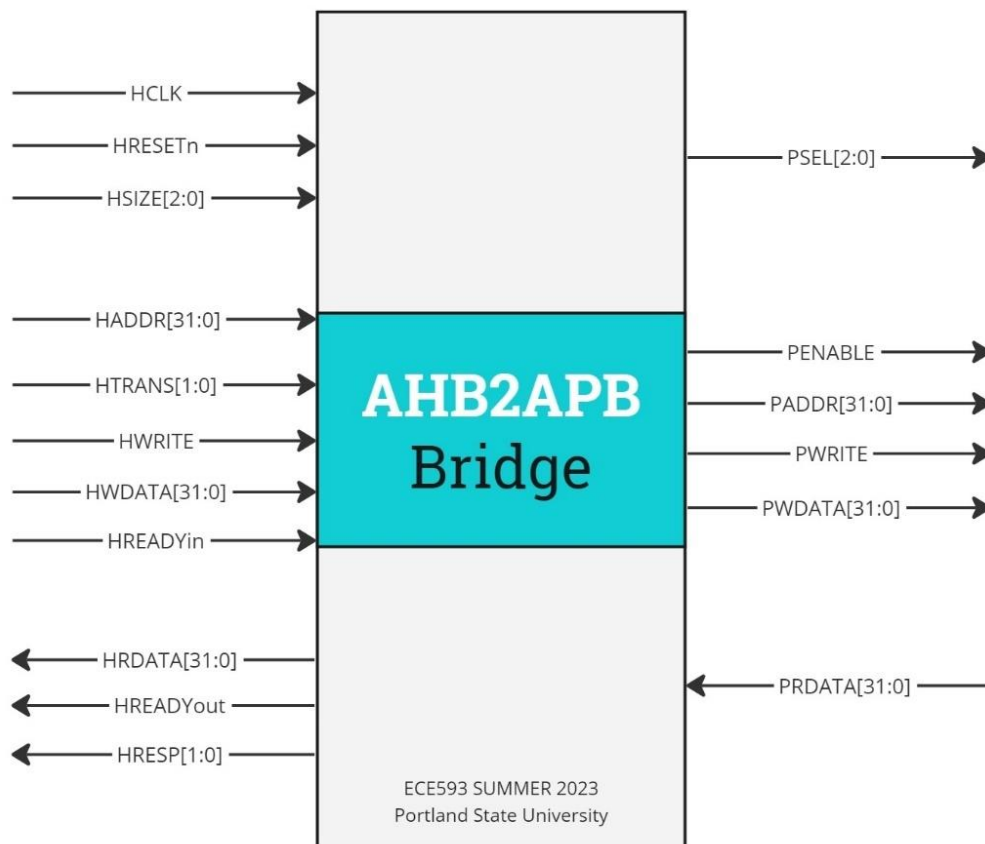 HCLK
HRESETn
HSIZE[2:0]
HADDR[31:0]
HTRANS[1:0]
HWRITE
HWDATA[31:0]
HREADYin
HRDATA[31:0]
HREADYout
HRESP[1:0]
AHB2APB
Bridge
ECE593 SUMMER 2023
Portland State University
PSEL[2:0]
PENABLE
PADDR[31:0]
PWRITE
PWDATA[31:0]
PRDATA[31:0]